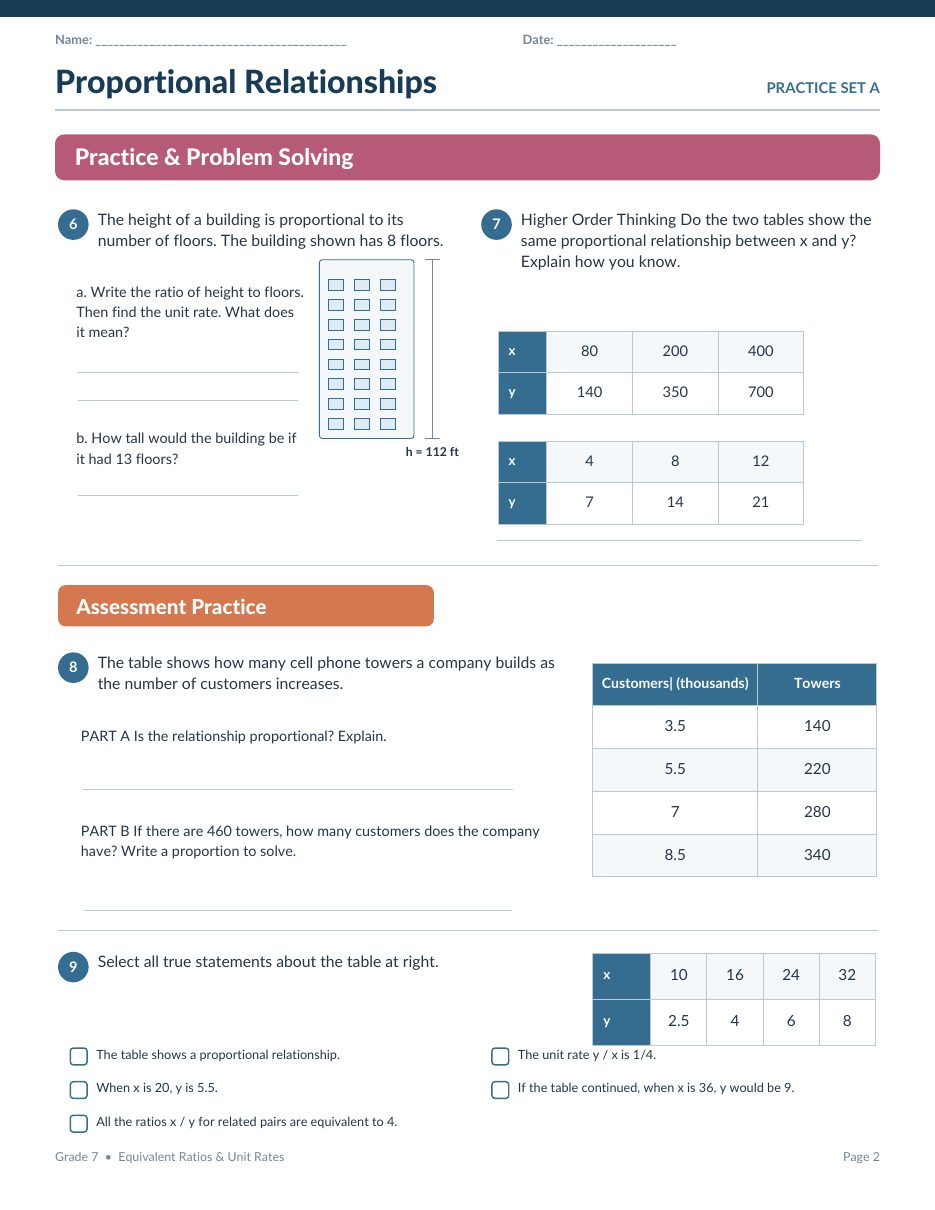 Name: __________________________________________ Date: ____________________
Proportional Relationships
PRACTICE SET A
Practice & Problem Solving
6
The height of a building is proportional to its
number of floors. The building shown has 8 floors.
a. Write the ratio of height to floors.
Then find the unit rate. What does
it mean?
b. How tall would the building be if
it had 13 floors?
h = 112 ft
7
Higher Order Thinking Do the two tables show the
same proportional relationship between x and y?
Explain how you know.
x 80 200 400
y 140 350 700
x 4 8 12
y 7 14 21
Assessment Practice
8
The table shows how many cell phone towers a company builds as
the number of customers increases.
PART A Is the relationship proportional? Explain.
PART B If there are 460 towers, how many customers does the company
have? Write a proportion to solve.
Customers| (thousands) Towers
3.5 140
5.5 220
7 280
8.5 340
9
Select all true statements about the table at right.
x 10 16 24 32
y 2.5 4 6 8
The table shows a proportional relationship.
When x is 20, y is 5.5.
All the ratios x / y for related pairs are equivalent to 4.
The unit rate y / x is 1/4.
If the table continued, when x is 36, y would be 9.
Grade 7 • Equivalent Ratios & Unit Rates
Page 2